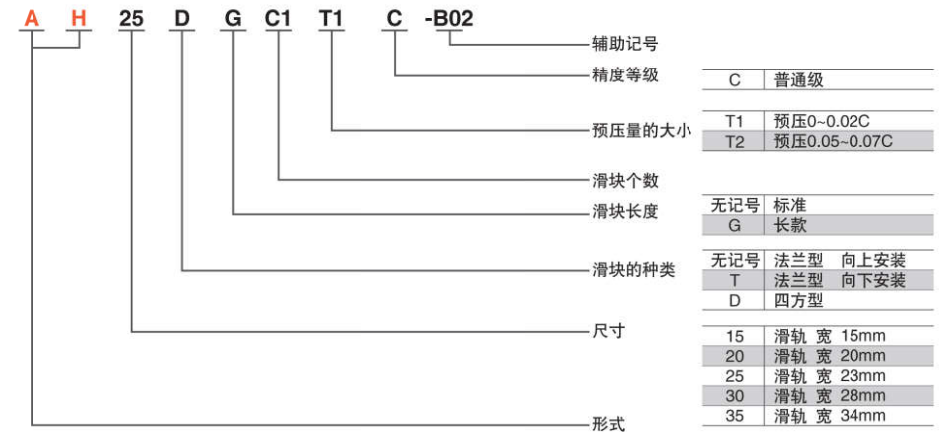 A H 25 D G C1 T1 C -B02
辅助记号
精度等级
C 普通级
预压量的大小
T1 预压0~0.02C
T2 预压0.05~0.07C
滑块个数
滑块长度
无记号 标准
G 长款
滑块的种类
无记号 法兰型 向上安装
T 法兰型 向下安装
D 四方型
尺寸
15 滑轨 宽 15mm
20 滑轨 宽 20mm
25 滑轨 宽 23mm
30 滑轨 宽 28mm
35 滑轨 宽 34mm
形式